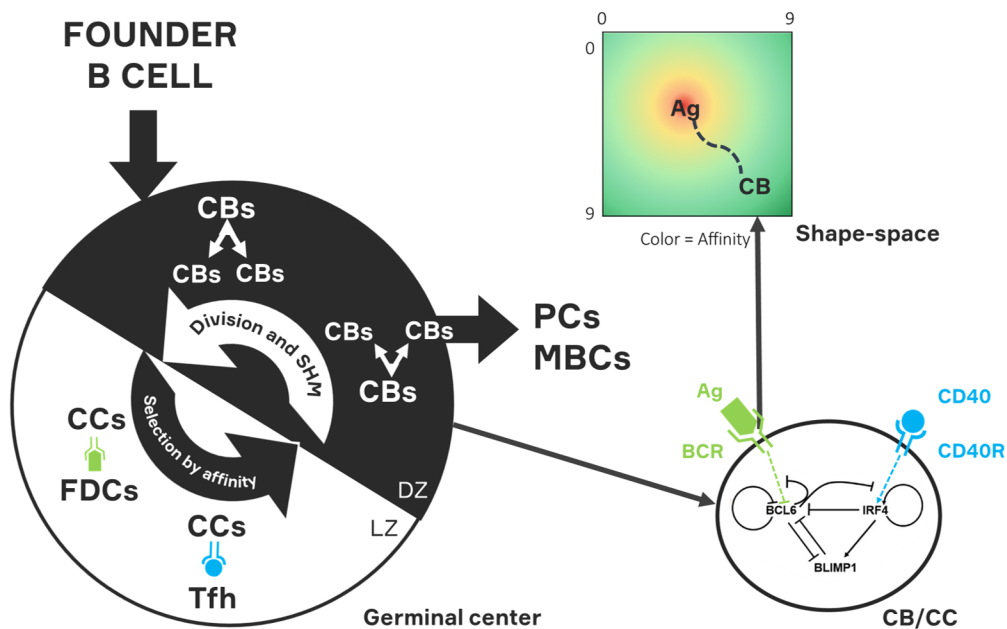 FOUNDER
B CELL
CBs
CBs
CBs
Division and SHM
CBs
CBs
CBs
PCs
MBCs
Selection by affinity
CCs
FDCs
CCs
Tfh
DZ
LZ
Germinal center
0
9
0
9
Ag
CB
Color = Affinity
Shape-space
Ag
BCR
CD40
CD40R
BCL6
IRF4
BLIMP1
CB/CC